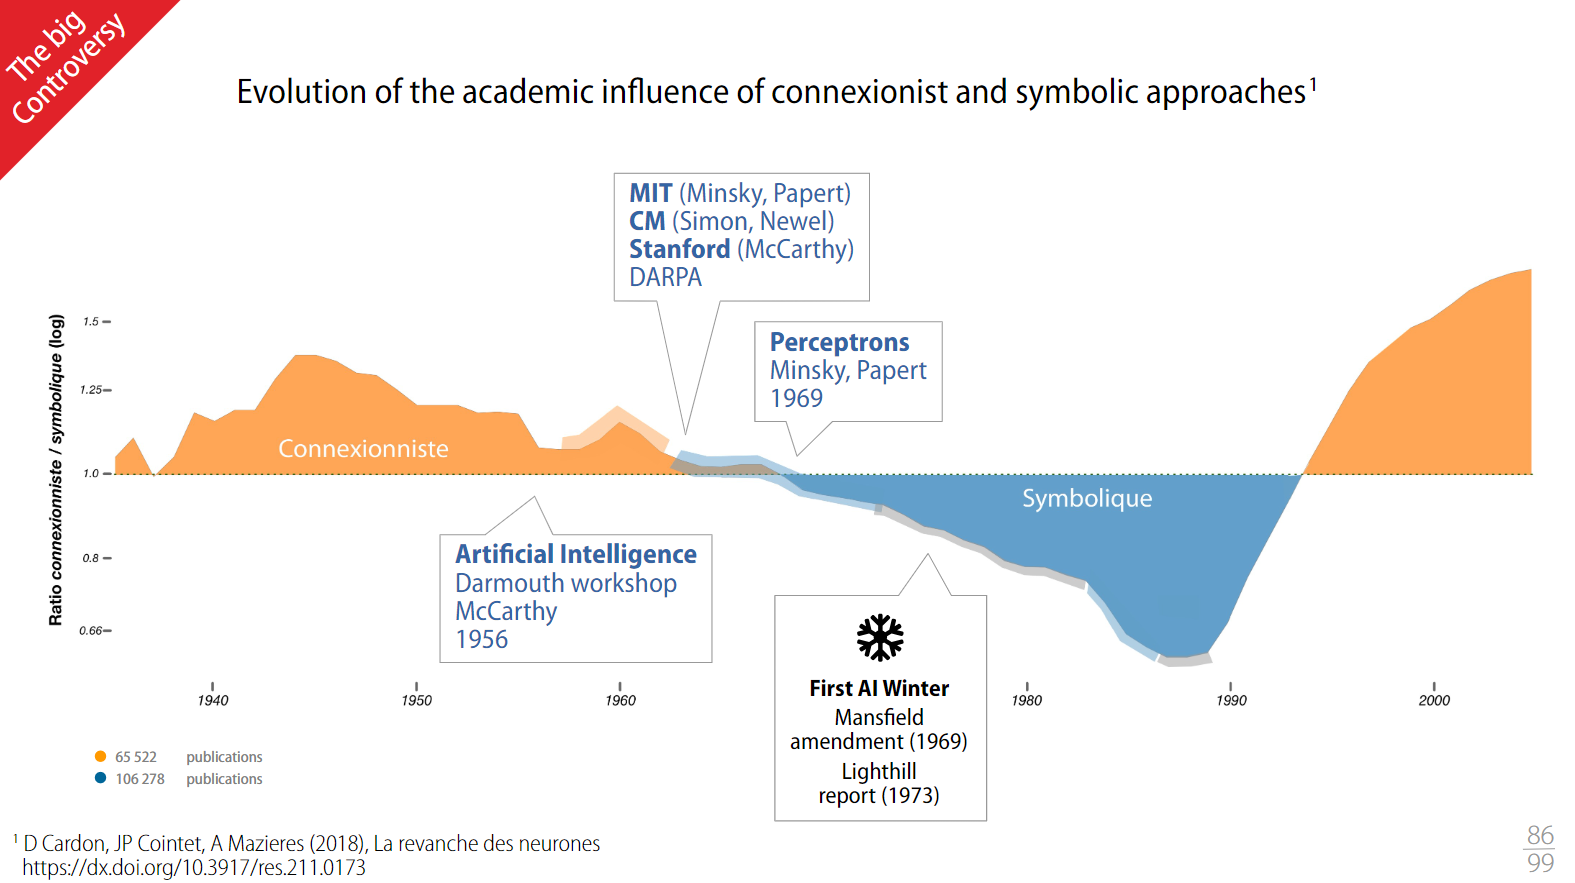 The big
Controversy
Evolution of the academic influence of connexionist and symbolic approaches1
MIT (Minsky, Papert)
CM (Simon, Newel)
Stanford (McCarthy)
DARPA
Perceptrons
Minsky, Papert
1969
Ratio connexionniste / symbolique (log)
1.5
1.25
1.0
0.8
0.66
Connexionniste
Symbolique
Artificial Intelligence
Darmouth workshop
McCarthy
1956
First AI Winter
Mansfield
amendment (1969)
Lighthill
report (1973)
1940
1950
1960
1980
1990
2000
65 522 publications
106 278 publications
1 D Cardon, JP Cointet, A Mazieres (2018), La revanche des neurones
https://dx.doi.org/10.3917/res.211.0173
86
99